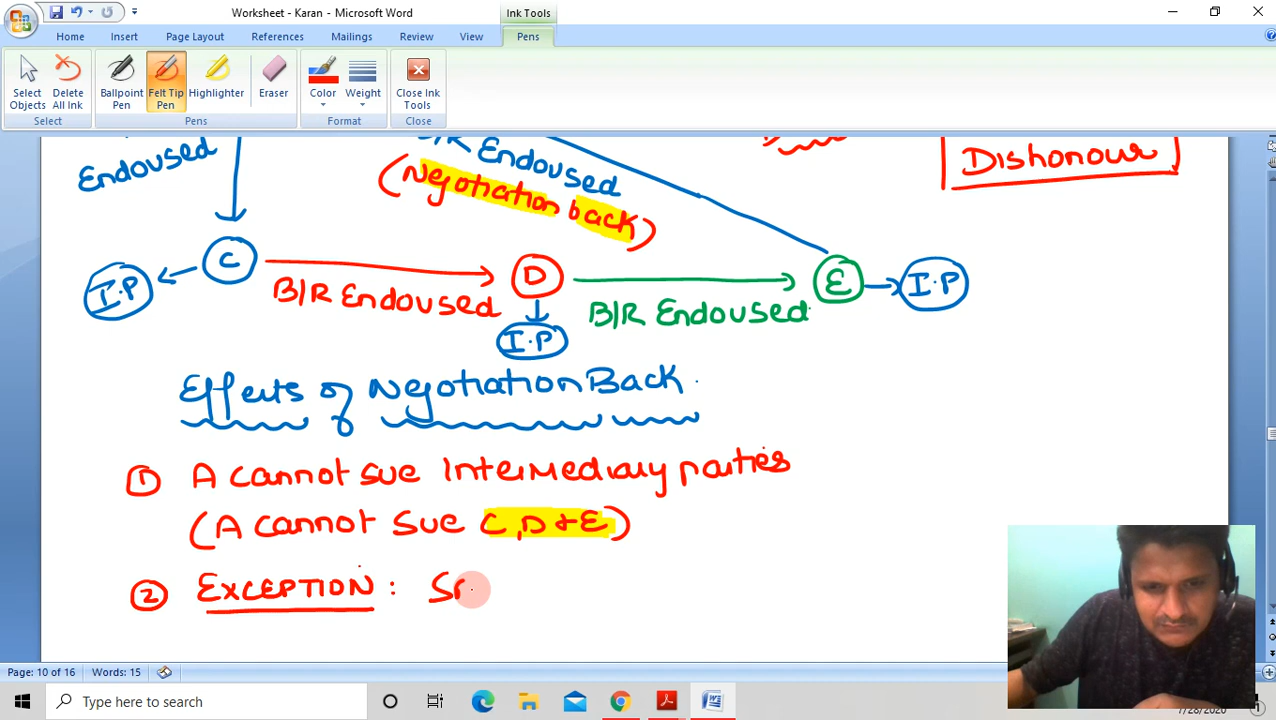 Worksheet - Karan - Microsoft Word
Ink Tools
Home Insert Page Layout References Mailings Review View Pens
Select Objects
Delete All Ink
Ballpoint Pen
Felt Tip Pen
Highlighter
Eraser
Color
Weight
Close Ink Tools
Select Pens Format Close
Endoused
Endoused
(Negotiation back)
Dishonour
C
D
E
I.P
I.P
I.P
B/R Endoused
B/R Endoused
Effects of Negotiation Back.
① A cannot sue Intermediary parties
(A cannot sue C, D & E)
② EXCEPTION :
Page: 10 of 16 Words: 15
Type here to search
7/28/2020